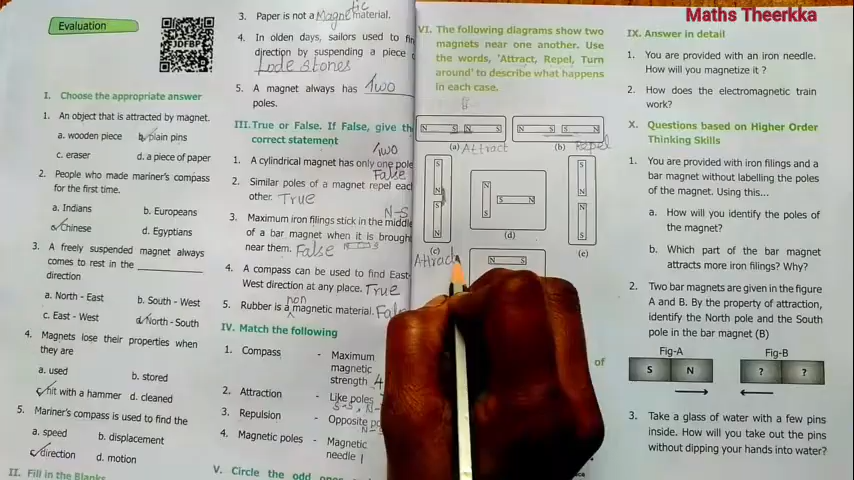 Maths Theerkka
Evaluation
JDFBP
I. Choose the appropriate answer
1. An object that is attracted by magnet.
a. wooden piece b. plain pins
c. eraser d. a piece of paper
2. People who made mariner's compass
for the first time.
a. Indians b. Europeans
c. Chinese d. Egyptians
3. A freely suspended magnet always
comes to rest in the __________
direction
a. North - East b. South - West
c. East - West d. North - South
4. Magnets lose their properties when
they are
a. used b. stored
c. hit with a hammer d. cleaned
5. Mariner's compass is used to find the
a. speed b. displacement
c. direction d. motion
II. Fill in the Blanks
3. Paper is not a Magnetic material.
4. In olden days, sailors used to
direction by suspending a piece
Lode stones
5. A magnet always has Two
poles.
III. True or False. If False, give
correct statement
Two
1. A cylindrical magnet has only one pole
False
2. Similar poles of a magnet repel each
other. True
N-S
3. Maximum iron filings stick in the middle
of a bar magnet when it is brought
near them. False N S
4. A compass can be used to find East-
West direction at any place. True
non
5. Rubber is a magnetic material.
IV. Match the following
1. Compass - Maximum
magnetic
strength 4
2. Attraction - Like poles
S-S, N-
3. Repulsion - Opposite
N-
4. Magnetic poles - Magnetic
needle 1
V. Circle the odd
VI. The following diagrams show two
magnets near one another. Use
the words, 'Attract, Repel, Turn
around' to describe what happens
in each case.
N S N S
(a) Attract
N S S N
(b) Repel
S N S N
(c)
Attract
N S S N
(d)
S N N S
(e)
N S
of
IX. Answer in detail
1. You are provided with an iron needle.
How will you magnetize it ?
2. How does the electromagnetic train
work?
X. Questions based on Higher Order
Thinking Skills
1. You are provided with iron filings and a
bar magnet without labelling the poles
of the magnet. Using this...
a. How will you identify the poles of
the magnet?
b. Which part of the bar magnet
attracts more iron filings? Why?
2. Two bar magnets are given in the figure
A and B. By the property of attraction,
identify the North pole and the South
pole in the bar magnet (B)
Fig-A Fig-B
S N ? ?
3. Take a glass of water with a few pins
inside. How will you take out the pins
without dipping your hands into water?